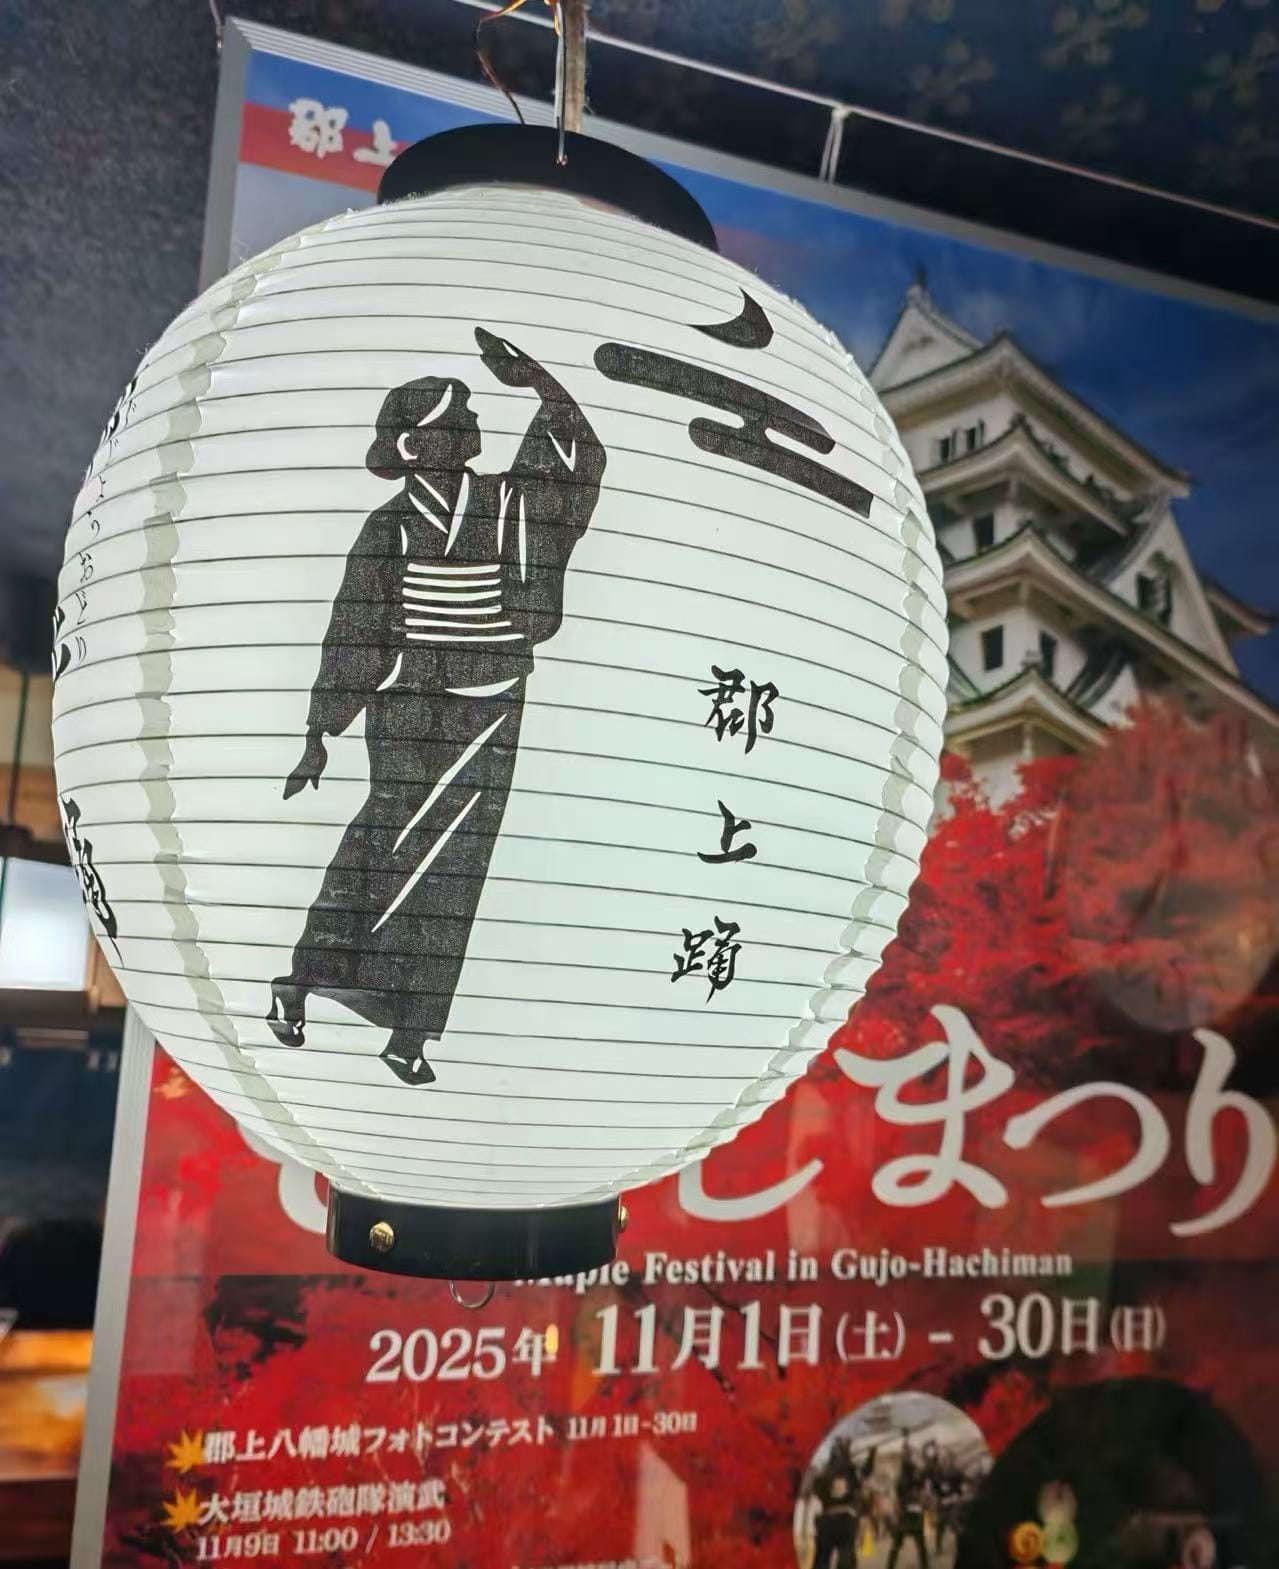 郡上
郡上踊
おどり
まつり
Festival in Gujo-Hachiman
2025年 11月1日(土) - 30日(日)
郡上八幡城フォトコンテスト 11月1日-30日
大垣城鉄砲隊演武
11月9日 11:00 / 13:30